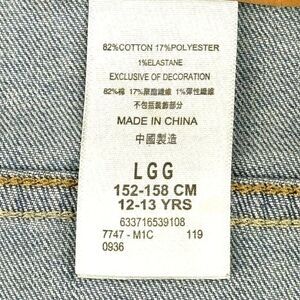 82%COTTON 17%POLYESTER
1%ELASTANE
EXCLUSIVE OF DECORATION
82%棉 17%聚酯纖維 1%彈性纖維
不包括裝飾部分
MADE IN CHINA
中國製造
LGG
152-158 CM
12-13 YRS
633716539108
7747 - M1C 119
0936